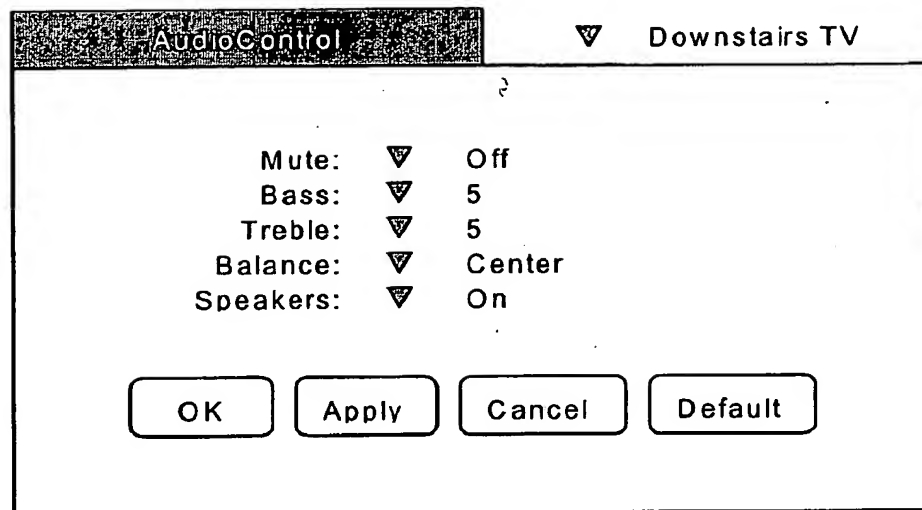 AudioControl Downstairs TV
Mute: Off
Bass: 5
Treble: 5
Balance: Center
Speakers: On
OK Apply Cancel Default